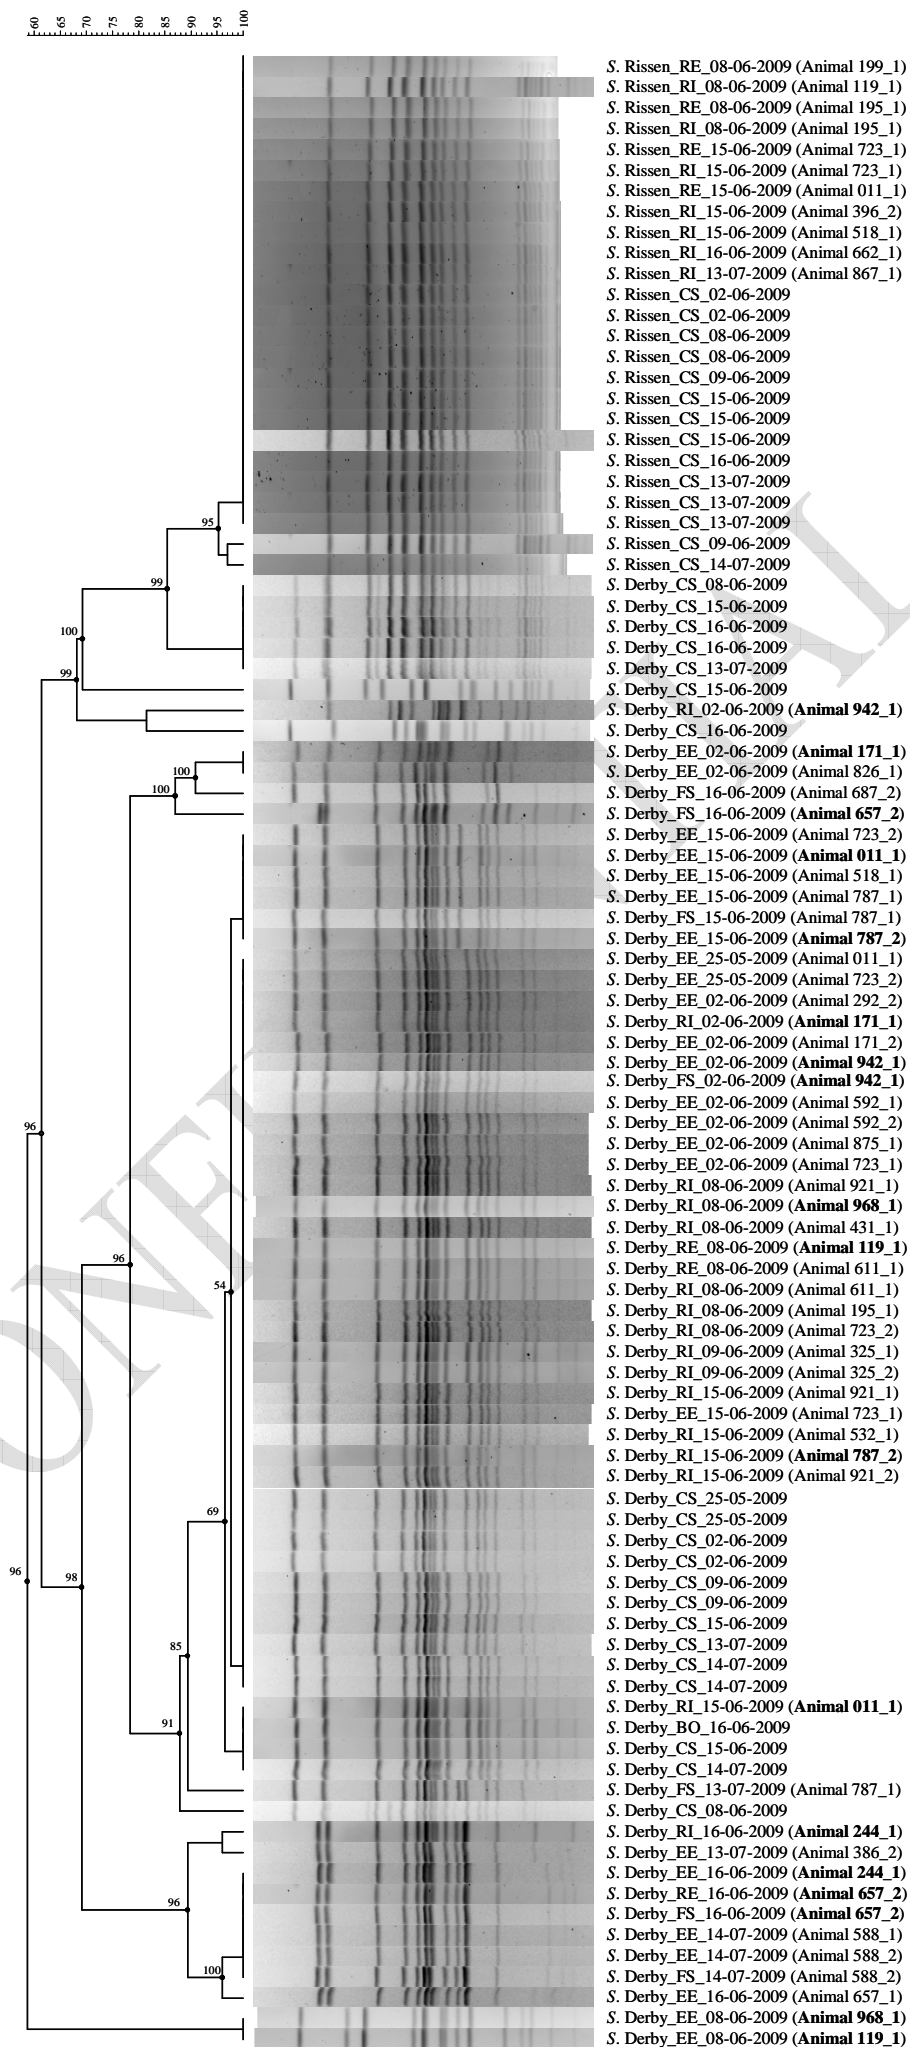 60 65 70 75 80 85 90 95 100
S. Rissen_RE_08-06-2009 (Animal 199_1)
S. Rissen_RI_08-06-2009 (Animal 119_1)
S. Rissen_RE_08-06-2009 (Animal 195_1)
S. Rissen_RI_08-06-2009 (Animal 195_1)
S. Rissen_RE_15-06-2009 (Animal 723_1)
S. Rissen_RI_15-06-2009 (Animal 723_1)
S. Rissen_RE_15-06-2009 (Animal 011_1)
S. Rissen_RI_15-06-2009 (Animal 396_2)
S. Rissen_RI_15-06-2009 (Animal 518_1)
S. Rissen_RI_16-06-2009 (Animal 662_1)
S. Rissen_RI_13-07-2009 (Animal 867_1)
S. Rissen_CS_02-06-2009
S. Rissen_CS_02-06-2009
S. Rissen_CS_08-06-2009
S. Rissen_CS_08-06-2009
S. Rissen_CS_09-06-2009
S. Rissen_CS_15-06-2009
S. Rissen_CS_15-06-2009
S. Rissen_CS_15-06-2009
S. Rissen_CS_16-06-2009
S. Rissen_CS_13-07-2009
S. Rissen_CS_13-07-2009
95 S. Rissen_CS_13-07-2009
S. Rissen_CS_09-06-2009
S. Rissen_CS_14-07-2009
99 S. Derby_CS_08-06-2009
S. Derby_CS_15-06-2009
100 S. Derby_CS_16-06-2009
S. Derby_CS_16-06-2009
99 S. Derby_CS_13-07-2009
S. Derby_CS_15-06-2009
S. Derby_RI_02-06-2009 (Animal 942_1)
S. Derby_CS_16-06-2009
S. Derby_EE_02-06-2009 (Animal 171_1)
100 S. Derby_EE_02-06-2009 (Animal 826_1)
100 S. Derby_FS_16-06-2009 (Animal 687_2)
S. Derby_FS_16-06-2009 (Animal 657_2)
S. Derby_EE_15-06-2009 (Animal 723_2)
S. Derby_EE_15-06-2009 (Animal 011_1)
S. Derby_EE_15-06-2009 (Animal 518_1)
S. Derby_EE_15-06-2009 (Animal 787_1)
S. Derby_FS_15-06-2009 (Animal 787_1)
S. Derby_EE_15-06-2009 (Animal 787_2)
S. Derby_EE_25-05-2009 (Animal 011_1)
S. Derby_EE_25-05-2009 (Animal 723_2)
S. Derby_EE_02-06-2009 (Animal 292_2)
S. Derby_RI_02-06-2009 (Animal 171_1)
S. Derby_EE_02-06-2009 (Animal 171_2)
S. Derby_EE_02-06-2009 (Animal 942_1)
S. Derby_FS_02-06-2009 (Animal 942_1)
S. Derby_EE_02-06-2009 (Animal 592_1)
96 S. Derby_EE_02-06-2009 (Animal 592_2)
S. Derby_EE_02-06-2009 (Animal 875_1)
S. Derby_EE_02-06-2009 (Animal 723_1)
S. Derby_RI_08-06-2009 (Animal 921_1)
S. Derby_RI_08-06-2009 (Animal 968_1)
S. Derby_RI_08-06-2009 (Animal 431_1)
96 S. Derby_RE_08-06-2009 (Animal 119_1)
S. Derby_RE_08-06-2009 (Animal 611_1)
54 S. Derby_RI_08-06-2009 (Animal 611_1)
S. Derby_RI_08-06-2009 (Animal 195_1)
S. Derby_RI_08-06-2009 (Animal 723_2)
S. Derby_RI_09-06-2009 (Animal 325_1)
S. Derby_RI_09-06-2009 (Animal 325_2)
S. Derby_RI_15-06-2009 (Animal 921_1)
S. Derby_EE_15-06-2009 (Animal 723_1)
S. Derby_RI_15-06-2009 (Animal 532_1)
S. Derby_RI_15-06-2009 (Animal 787_2)
S. Derby_RI_15-06-2009 (Animal 921_2)
S. Derby_CS_25-05-2009
69 S. Derby_CS_25-05-2009
S. Derby_CS_02-06-2009
S. Derby_CS_02-06-2009
96 98 S. Derby_CS_09-06-2009
S. Derby_CS_09-06-2009
S. Derby_CS_15-06-2009
85 S. Derby_CS_13-07-2009
S. Derby_CS_14-07-2009
S. Derby_CS_14-07-2009
S. Derby_RI_15-06-2009 (Animal 011_1)
91 S. Derby_BO_16-06-2009
S. Derby_CS_15-06-2009
S. Derby_CS_14-07-2009
S. Derby_FS_13-07-2009 (Animal 787_1)
S. Derby_CS_08-06-2009
S. Derby_RI_16-06-2009 (Animal 244_1)
S. Derby_EE_13-07-2009 (Animal 386_2)
S. Derby_EE_16-06-2009 (Animal 244_1)
96 S. Derby_RE_16-06-2009 (Animal 657_2)
S. Derby_FS_16-06-2009 (Animal 657_2)
S. Derby_EE_14-07-2009 (Animal 588_1)
S. Derby_EE_14-07-2009 (Animal 588_2)
100 S. Derby_FS_14-07-2009 (Animal 588_2)
S. Derby_EE_16-06-2009 (Animal 657_1)
S. Derby_EE_08-06-2009 (Animal 968_1)
S. Derby_EE_08-06-2009 (Animal 119_1)